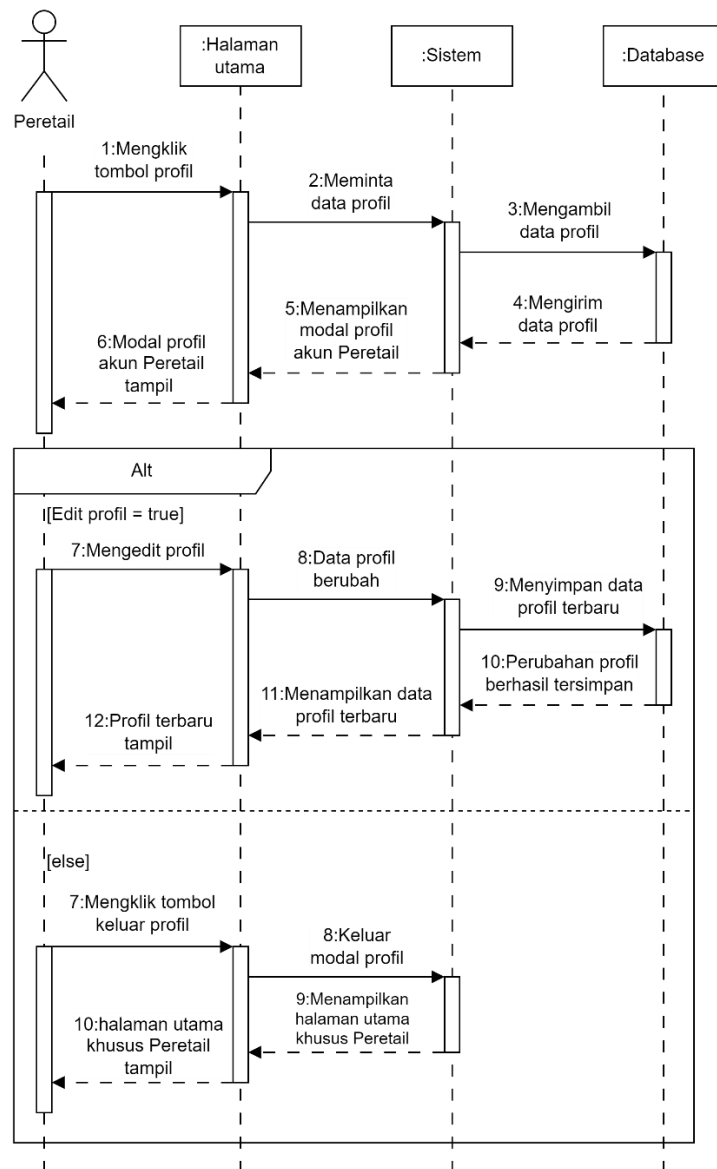 :Halaman
utama
:Sistem
:Database
Peretail
1:Mengklik
tombol profil
2:Meminta
data profil
3:Mengambil
data profil
4:Mengirim
data profil
5:Menampilkan
modal profil
akun Peretail
6:Modal profil
akun Peretail
tampil
Alt
[Edit profil = true]
7:Mengedit profil
8:Data profil
berubah
9:Menyimpan data
profil terbaru
10:Perubahan profil
berhasil tersimpan
11:Menampilkan data
profil terbaru
12:Profil terbaru
tampil
[else]
7:Mengklik tombol
keluar profil
8:Keluar
modal profil
9:Menampilkan
halaman utama
khusus Peretail
10:halaman utama
khusus Peretail
tampil